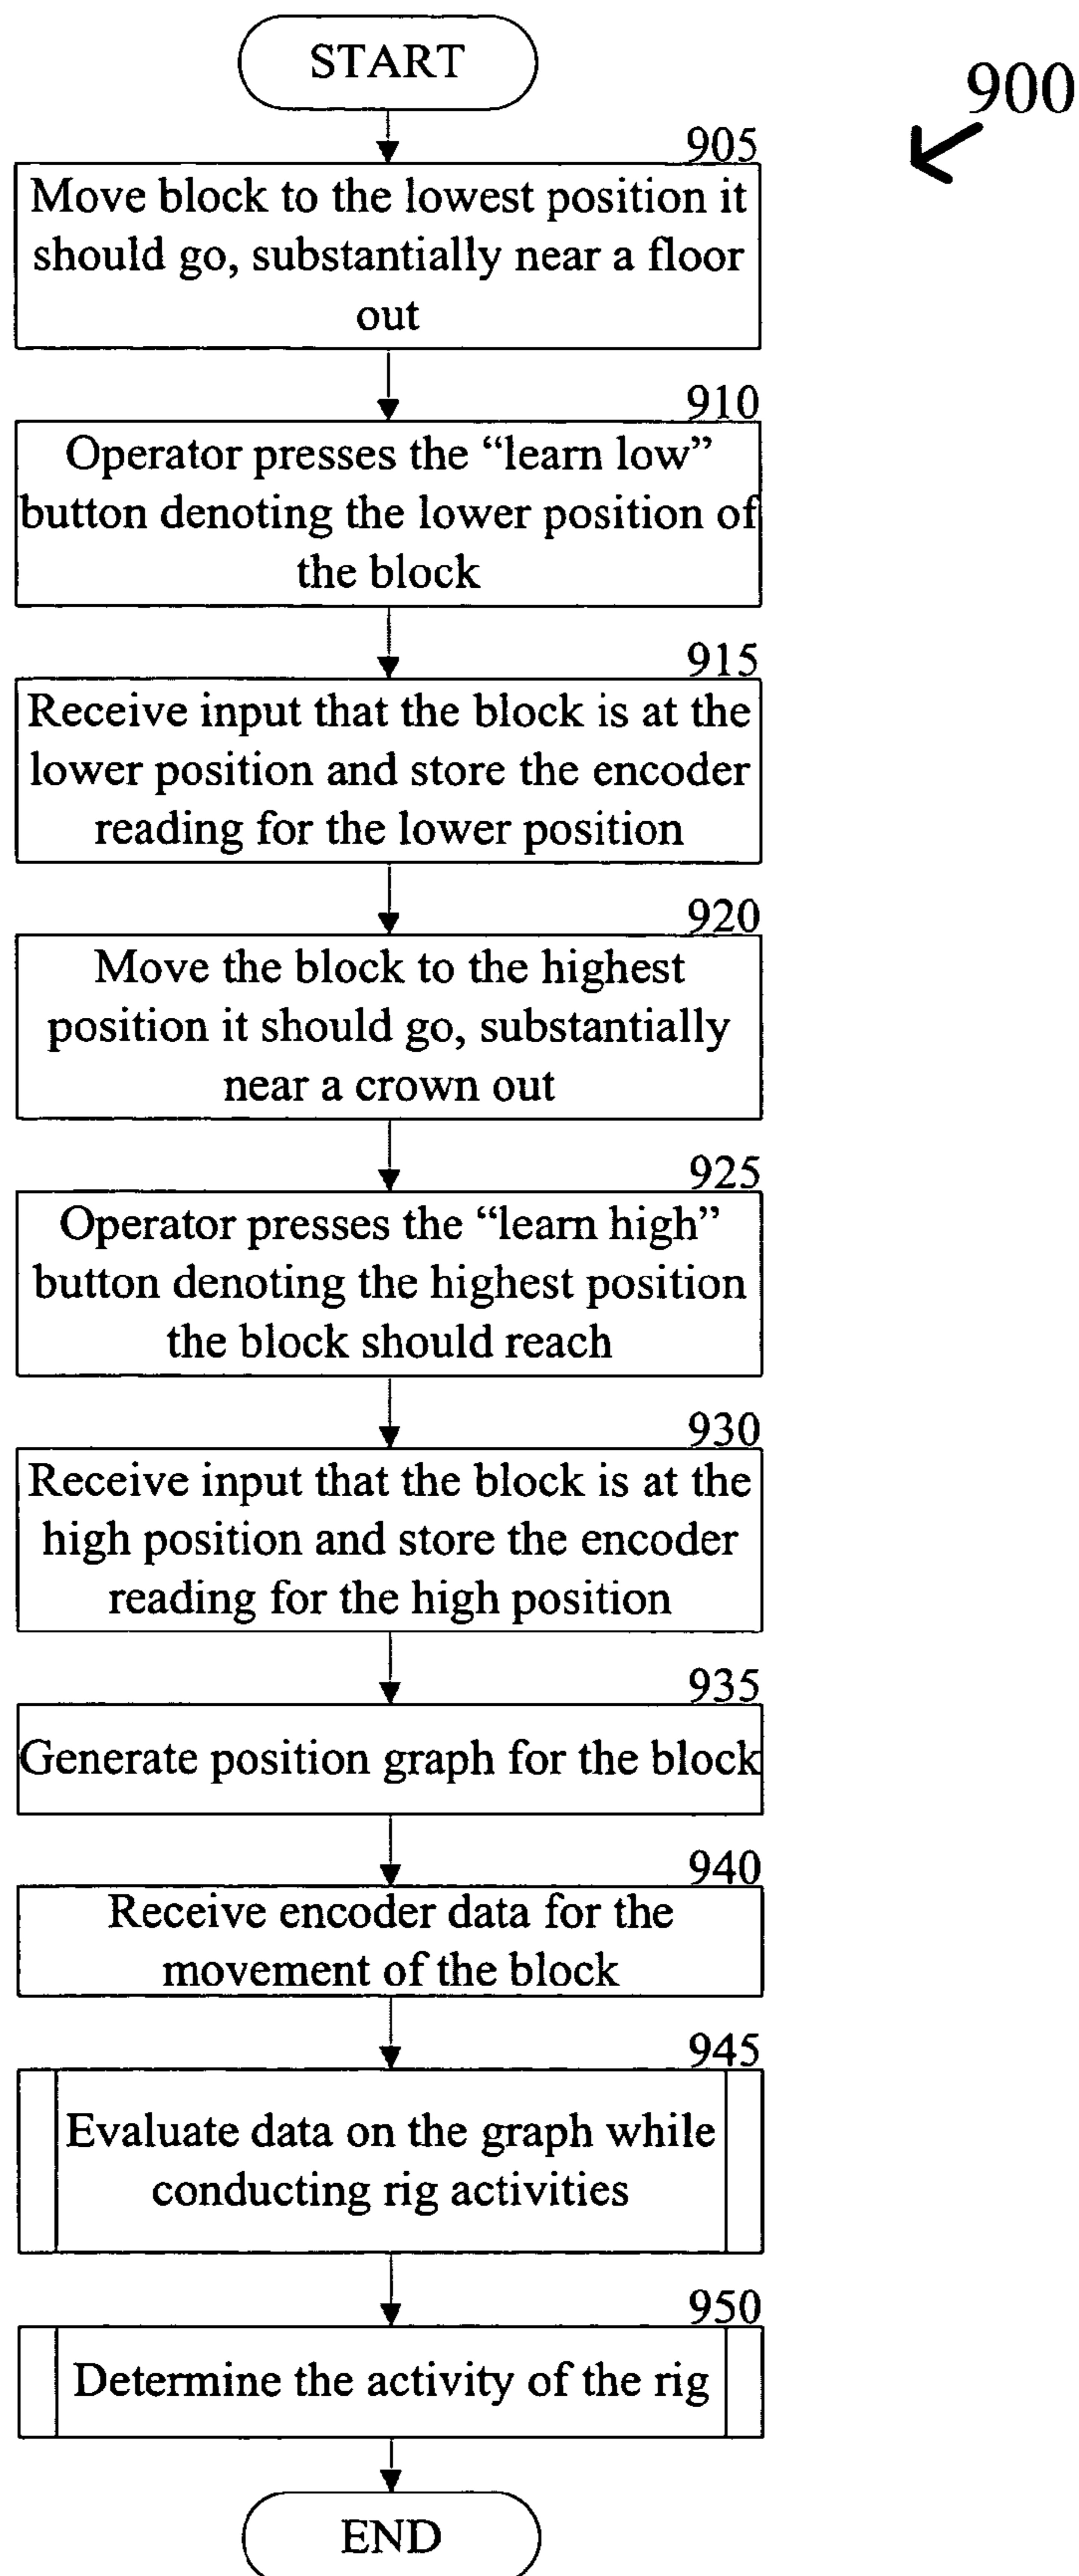 START
900
905
Move block to the lowest position it
should go, substantially near a floor
out
910
Operator presses the “learn low”
button denoting the lower position of
the block
915
Receive input that the block is at the
lower position and store the encoder
reading for the lower position
920
Move the block to the highest
position it should go, substantially
near a crown out
925
Operator presses the “learn high”
button denoting the highest position
the block should reach
930
Receive input that the block is at the
high position and store the encoder
reading for the high position
935
Generate position graph for the block
940
Receive encoder data for the
movement of the block
945
Evaluate data on the graph while
conducting rig activities
950
Determine the activity of the rig
END